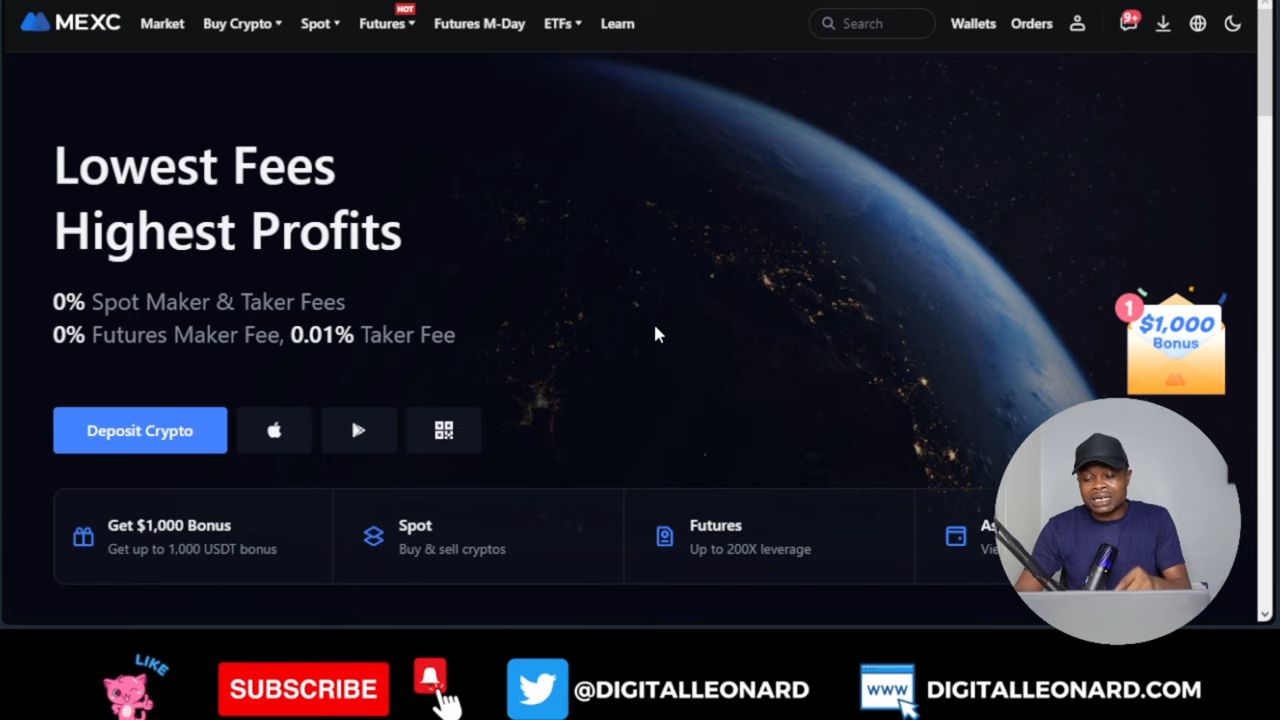 MEXC
Market
Buy Crypto
Spot
Futures
HOT
Futures M-Day
ETFs
Learn
Search
Wallets
Orders
9+
Lowest Fees
Highest Profits
0% Spot Maker & Taker Fees
0% Futures Maker Fee, 0.01% Taker Fee
1
$1,000
Bonus
Deposit Crypto
Get $1,000 Bonus
Get up to 1,000 USDT bonus
Spot
Buy & sell cryptos
Futures
Up to 200X leverage
LIKE
SUBSCRIBE
@DIGITALLEONARD
WWW
DIGITALLEONARD.COM